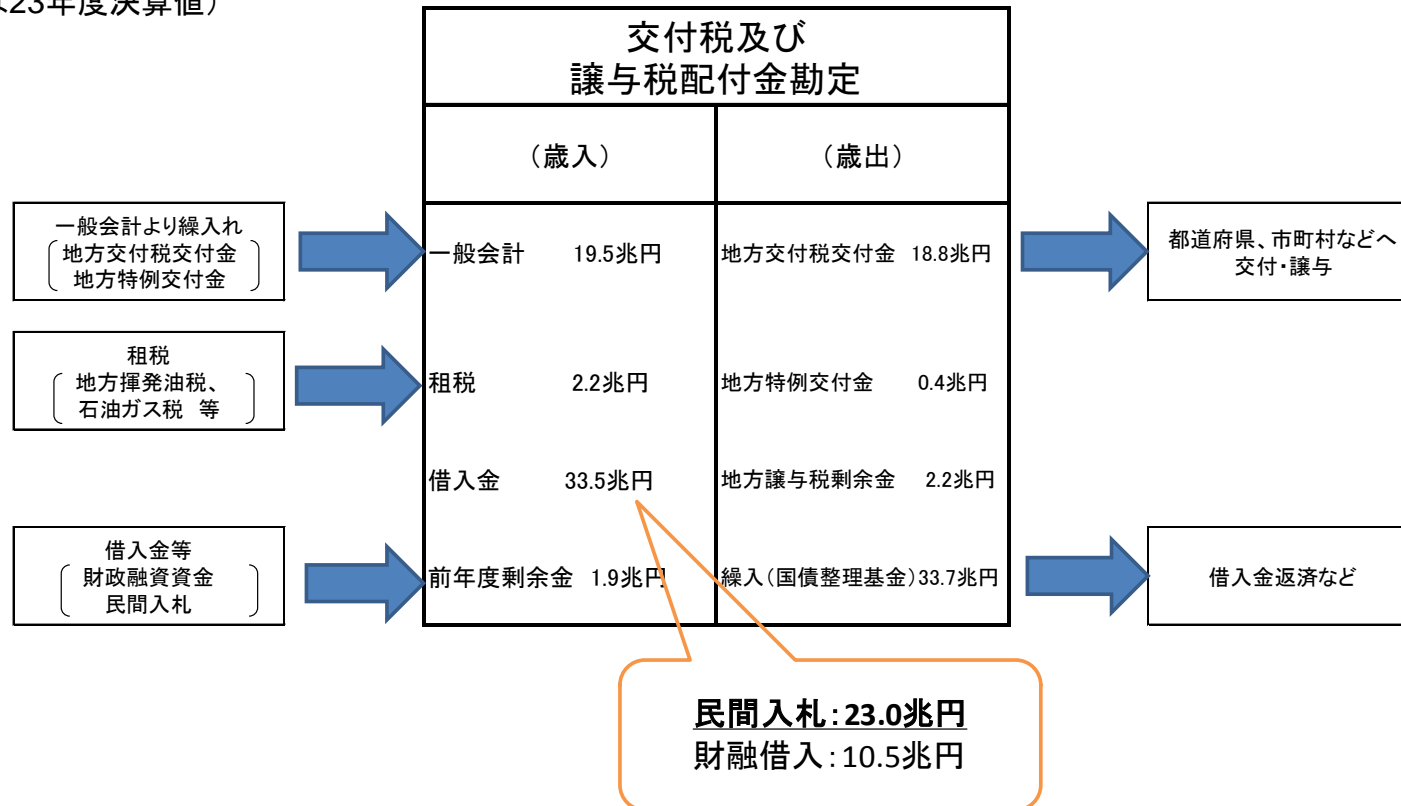 23年度決算値）
交付税及び
譲与税配付金勘定
（歳入）
（歳出）
一般会計より繰入れ
地方交付税交付金
地方特例交付金
一般会計 19.5兆円
地方交付税交付金 18.8兆円
都道府県、市町村などへ
交付・譲与
租税
地方揮発油税、
石油ガス税 等
租税 2.2兆円
地方特例交付金 0.4兆円
借入金 33.5兆円
地方譲与税剰余金 2.2兆円
借入金等
財政融資資金
民間入札
前年度剰余金 1.9兆円
繰入（国債整理基金）33.7兆円
借入金返済など
民間入札：23.0兆円
財融借入：10.5兆円